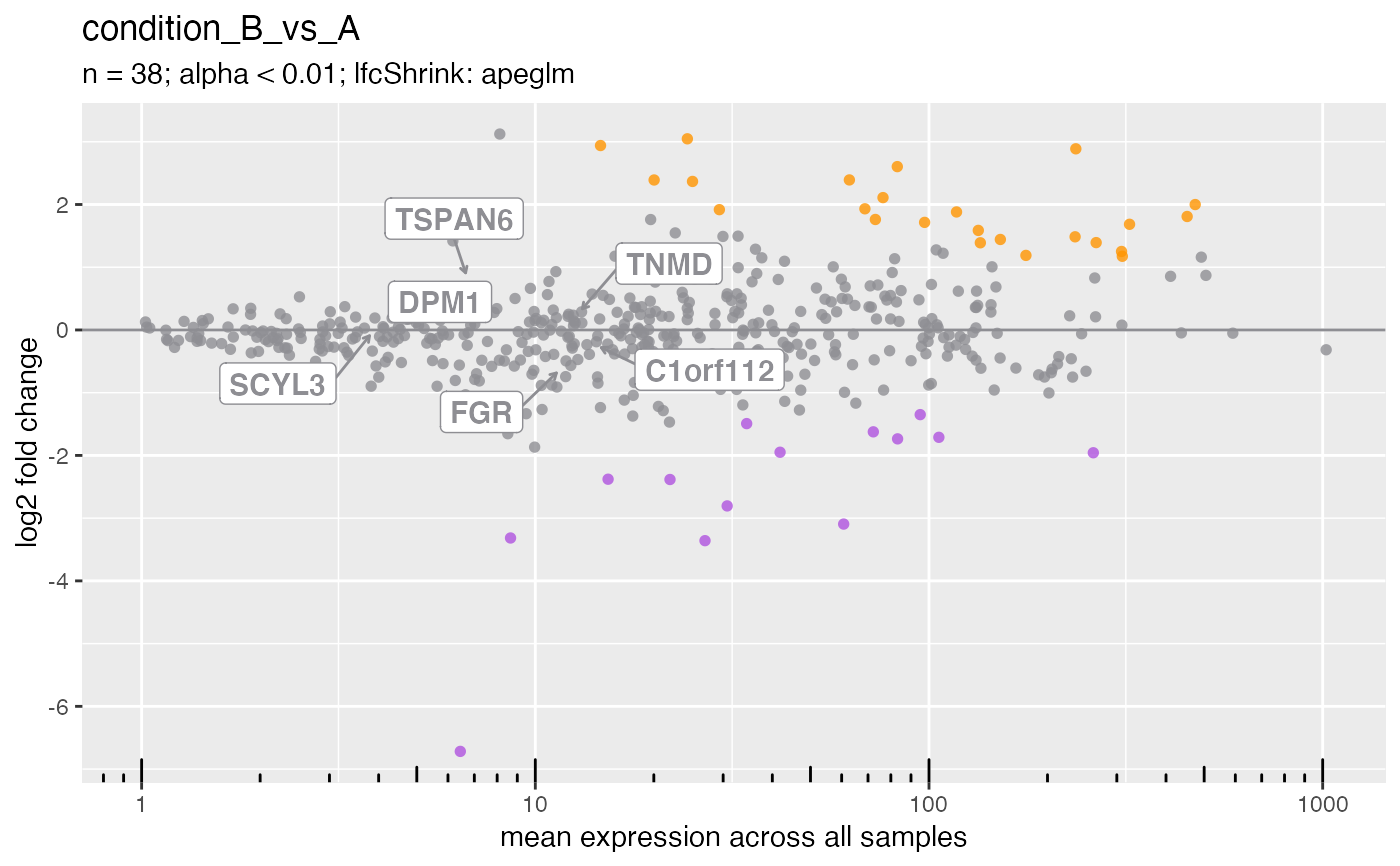 condition_B_vs_A
n = 38; alpha < 0.01; lfcShrink: apeglm
log2 fold change
2
0
-2
-4
-6
TSPAN6
TNMD
DPM1
SCYL3
C1orf112
FGR
1
10
100
1000
mean expression across all samples